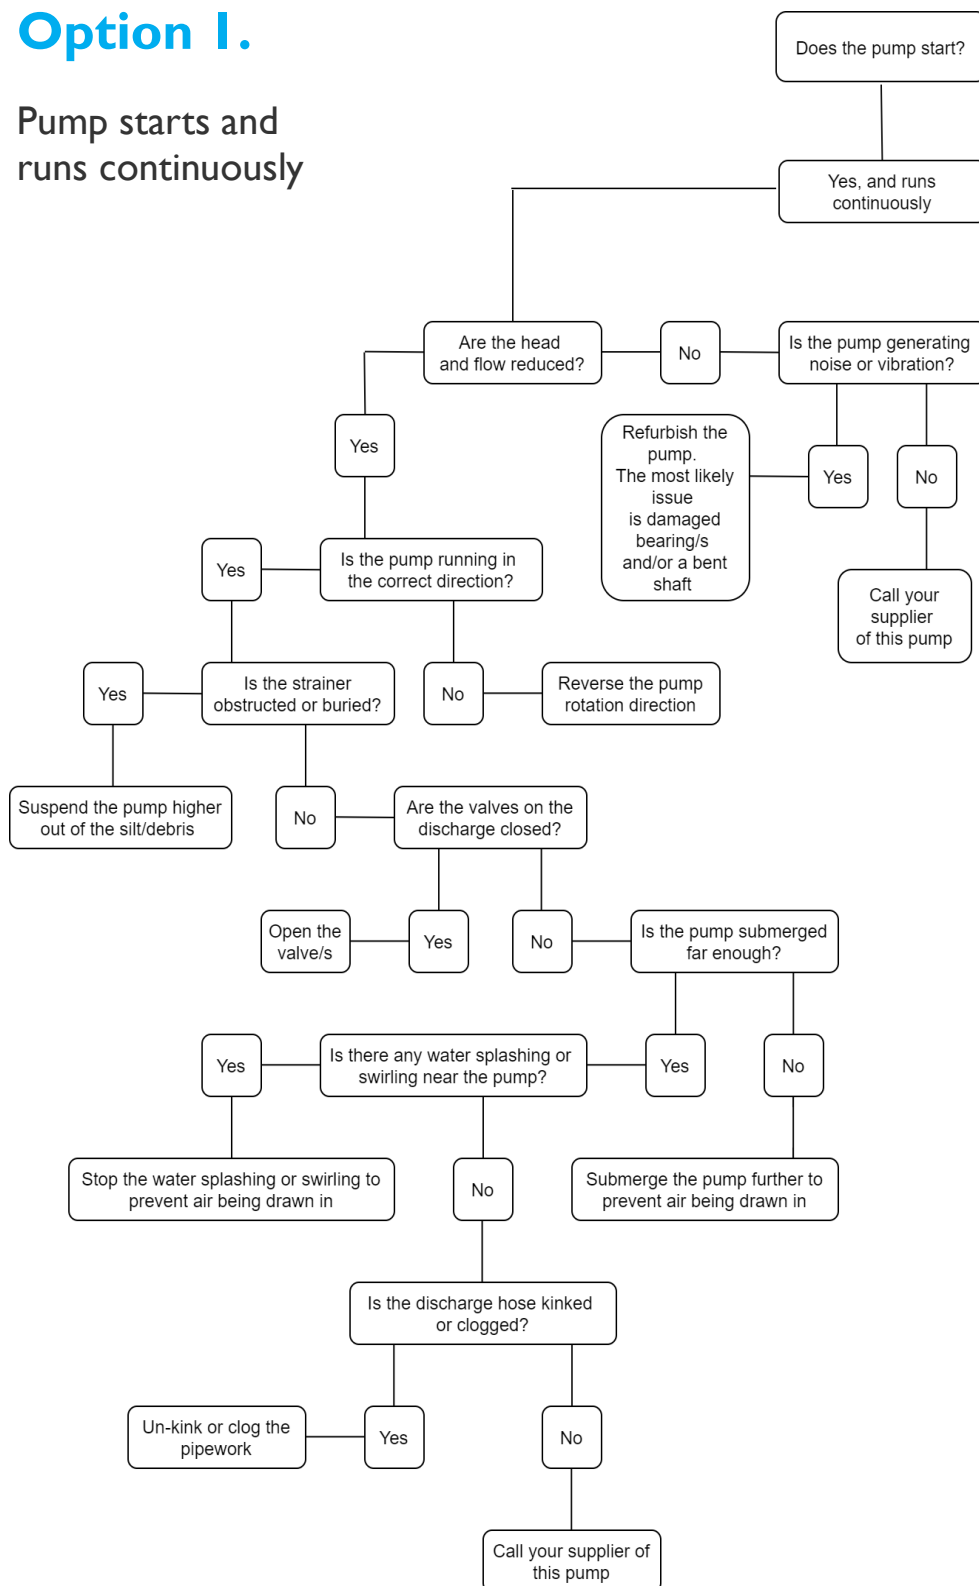 Option 1.
Pump starts and
runs continuously
Does the pump start?
Yes, and runs
continuously
Are the head
and flow reduced?
No
Is the pump generating
noise or vibration?
Yes
Refurbish the
pump.
The most likely
issue
is damaged
bearing/s
and/or a bent
shaft
Yes
No
Call your
supplier
of this pump
Yes
Is the pump running in
the correct direction?
Yes
Is the strainer
obstructed or buried?
No
Reverse the pump
rotation direction
Suspend the pump higher
out of the silt/debris
No
Are the valves on the
discharge closed?
Open the
valve/s
Yes
No
Is the pump submerged
far enough?
Yes
Is there any water splashing or
swirling near the pump?
Yes
No
Stop the water splashing or swirling to
prevent air being drawn in
No
Submerge the pump further to
prevent air being drawn in
Is the discharge hose kinked
or clogged?
Un-kink or clog the
pipework
Yes
No
Call your supplier of
this pump